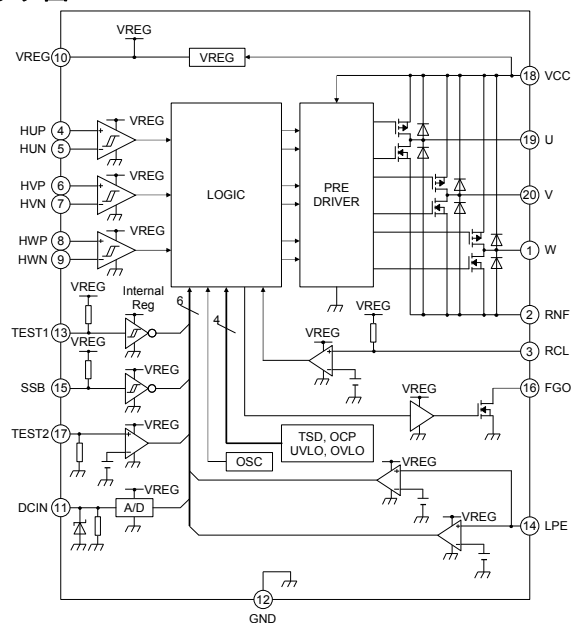 VREG
VREG 10
VREG
18 VCC
HUP 4
HUN 5
VREG
19 U
HVP 6
HVN 7
VREG
LOGIC
PRE
DRIVER
20 V
HWP 8
HWN 9
VREG
1 W
VREG
Internal
Reg
6
4
VREG
2 RNF
TEST1 13
VREG
VREG
3 RCL
SSB 15
VREG
16 FGO
TEST2 17
VREG
TSD, OCP
UVLO, OVLO
OSC
VREG
DCIN 11
VREG
A/D
VREG
14 LPE
12
GND